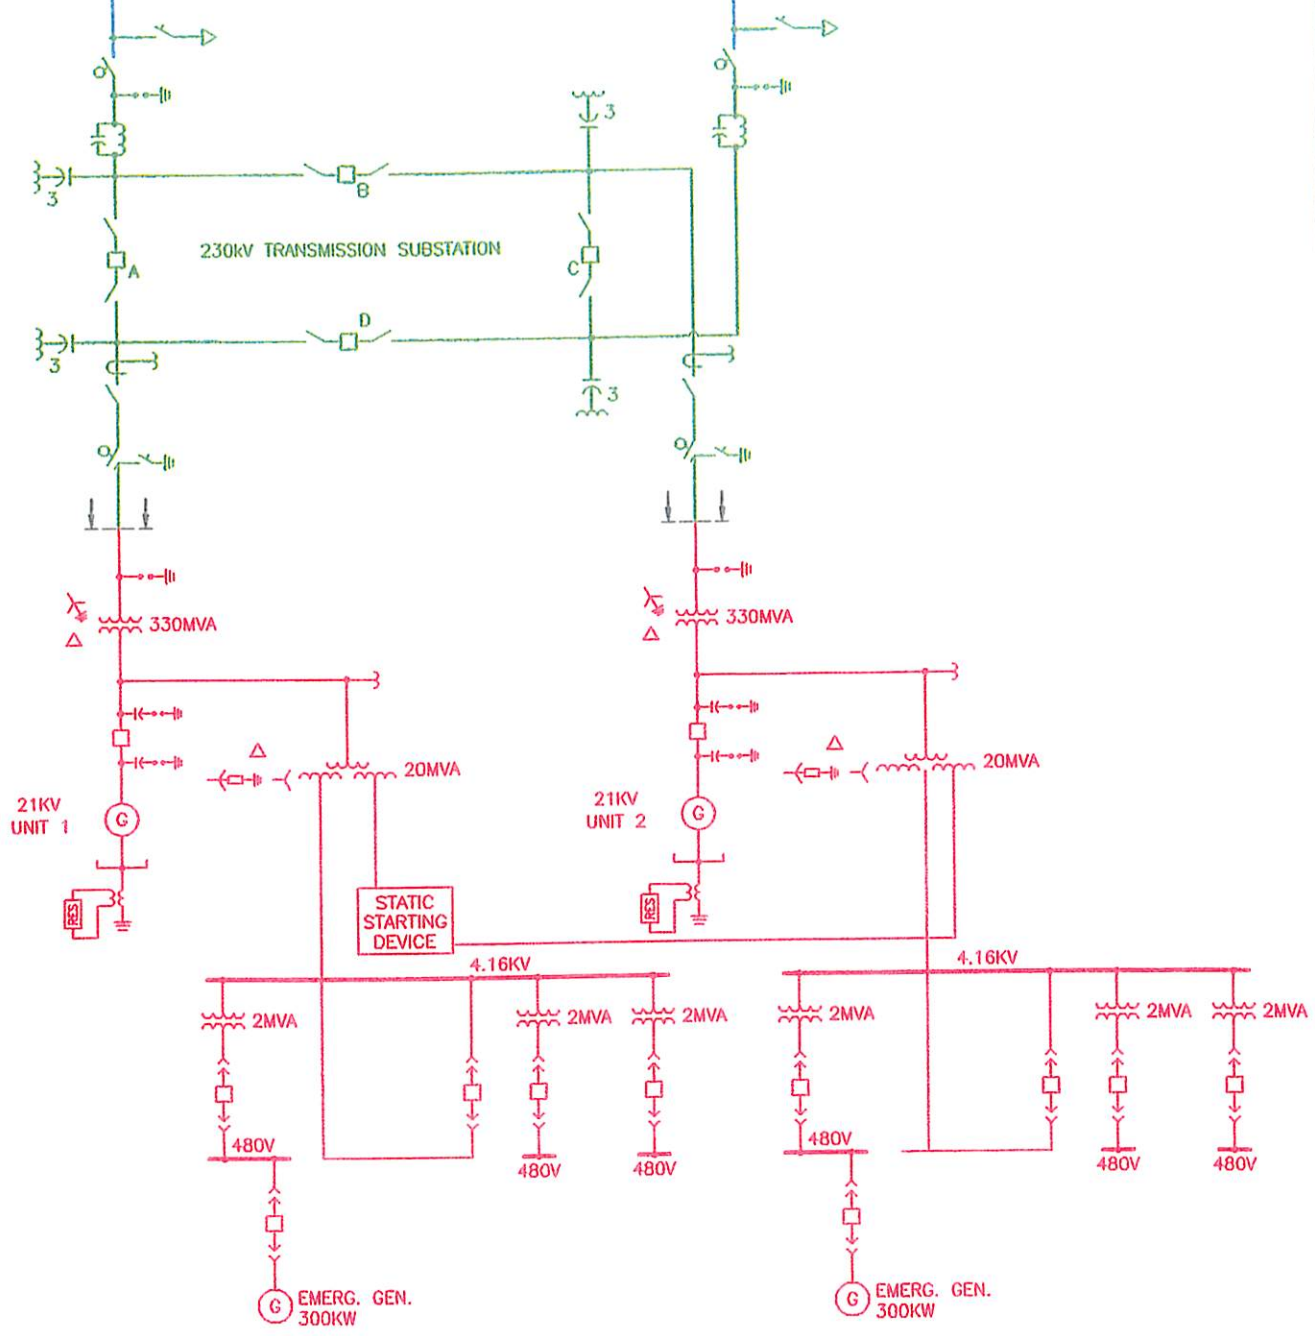 3
3
B
230kV TRANSMISSION SUBSTATION
A
C
D
3
3
330MVA
330MVA
20MVA
20MVA
21KV
UNIT 1
G
21KV
UNIT 2
G
RES
STATIC
STARTING
DEVICE
RES
4.16KV
4.16KV
2MVA
2MVA
2MVA
2MVA
2MVA
2MVA
480V
480V
480V
480V
480V
480V
G
EMERG. GEN.
300KW
G
EMERG. GEN.
300KW